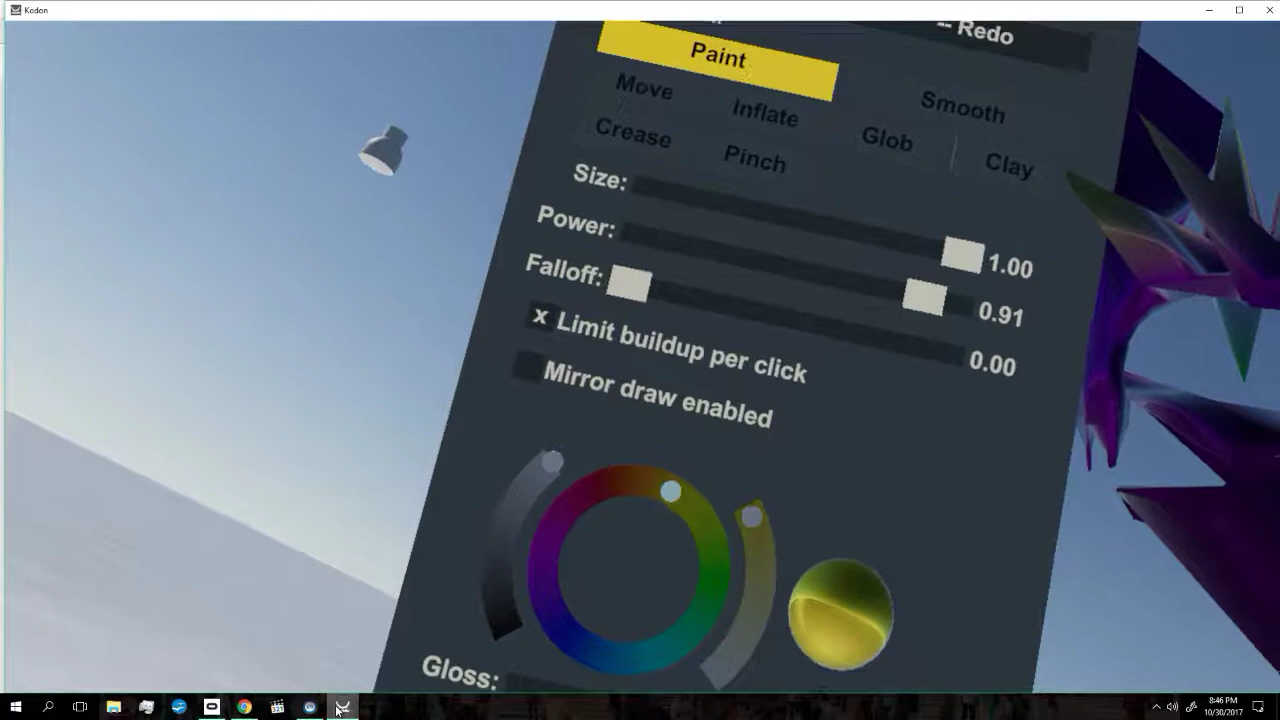 Kodon
-- Redo
Paint
Move
Inflate
Smooth
Crease
Pinch
Glob
Clay
Size: 1.00
Power: 0.91
Falloff: 0.00
x Limit buildup per click
Mirror draw enabled
Gloss:
8:46 PM
10/30/2017